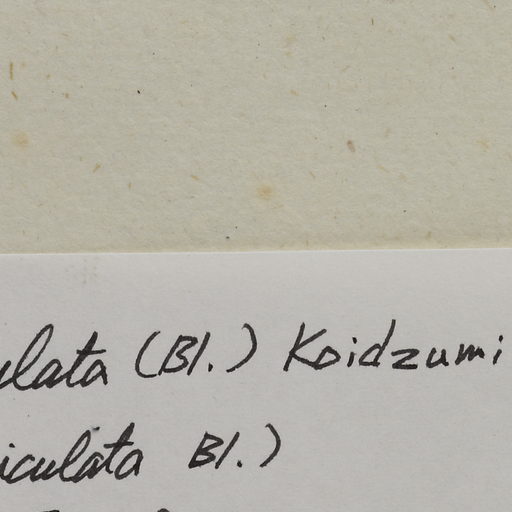 ulata (Bl.) Koidzumi
iculata Bl.)